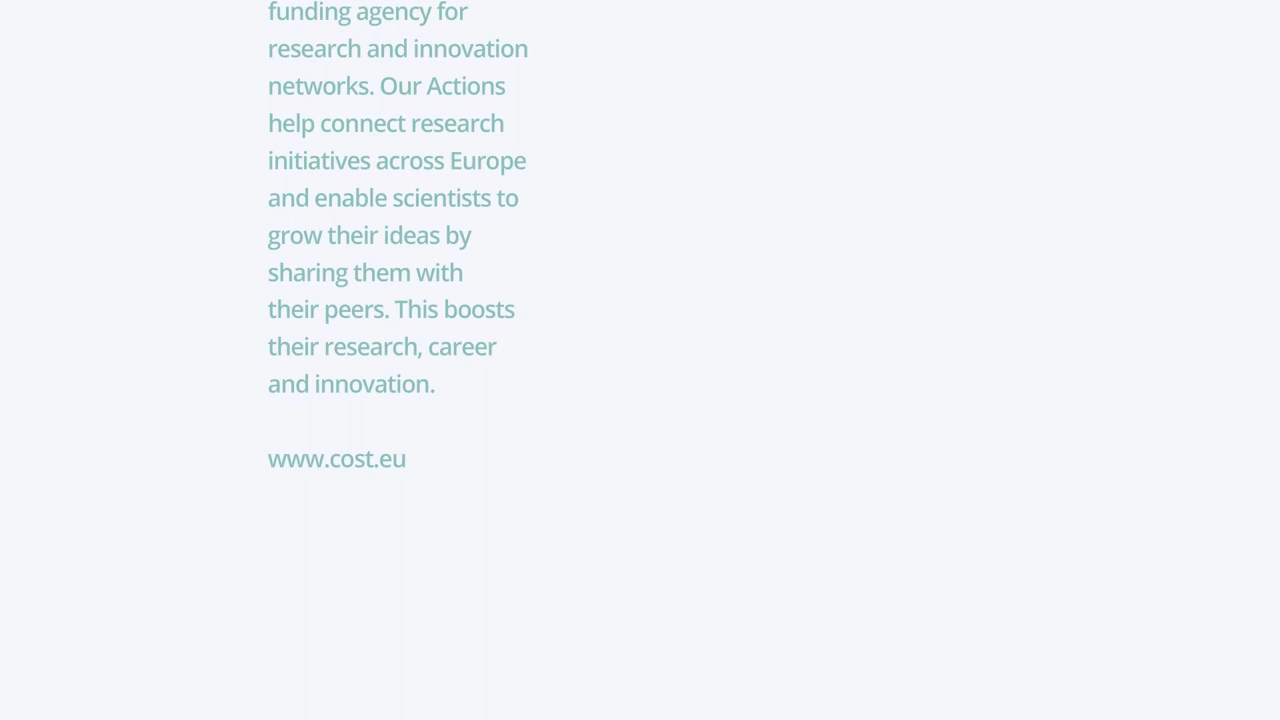 funding agency for
research and innovation
networks. Our Actions
help connect research
initiatives across Europe
and enable scientists to
grow their ideas by
sharing them with
their peers. This boosts
their research, career
and innovation.
www.cost.eu